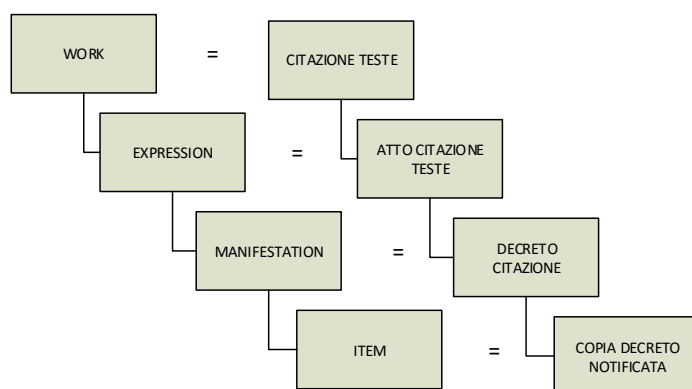 WORK
=
CITAZIONE TESTE
EXPRESSION
=
ATTO CITAZIONE
TESTE
MANIFESTATION
=
DECRETO
CITAZIONE
ITEM
=
COPIA DECRETO
NOTIFICATA